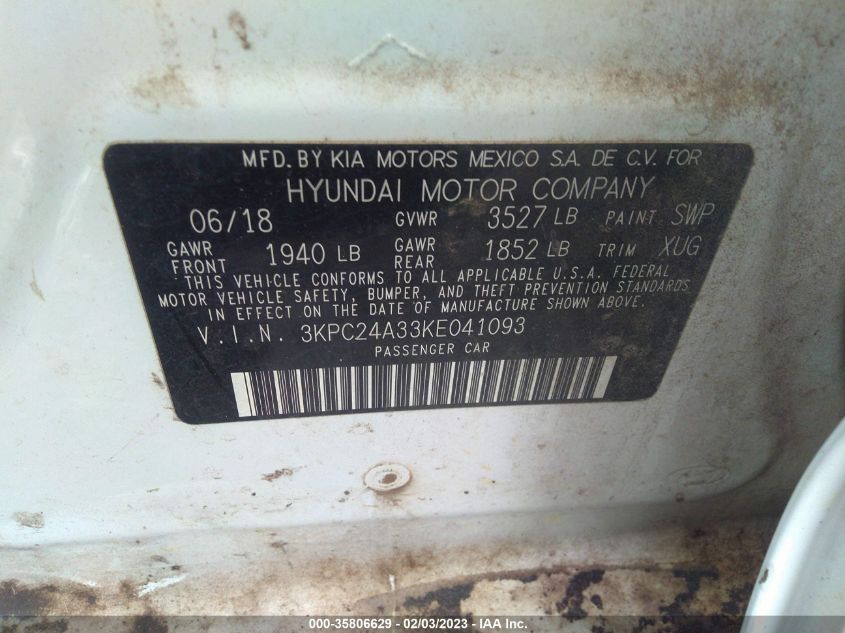 MFD. BY KIA MOTORS MEXICO S.A. DE C.V. FOR
HYUNDAI MOTOR COMPANY
06/18 GVWR 3527 LB PAINT SWP
GAWR FRONT 1940 LB GAWR REAR 1852 LB TRIM XUG
THIS VEHICLE CONFORMS TO ALL APPLICABLE U.S.A. FEDERAL
MOTOR VEHICLE SAFETY, BUMPER, AND THEFT PREVENTION STANDARDS
IN EFFECT ON THE DATE OF MANUFACTURE SHOWN ABOVE.
V.I.N. 3KPC24A33KE041093
PASSENGER CAR
000-35806629 - 02/03/2023 - IAA Inc.